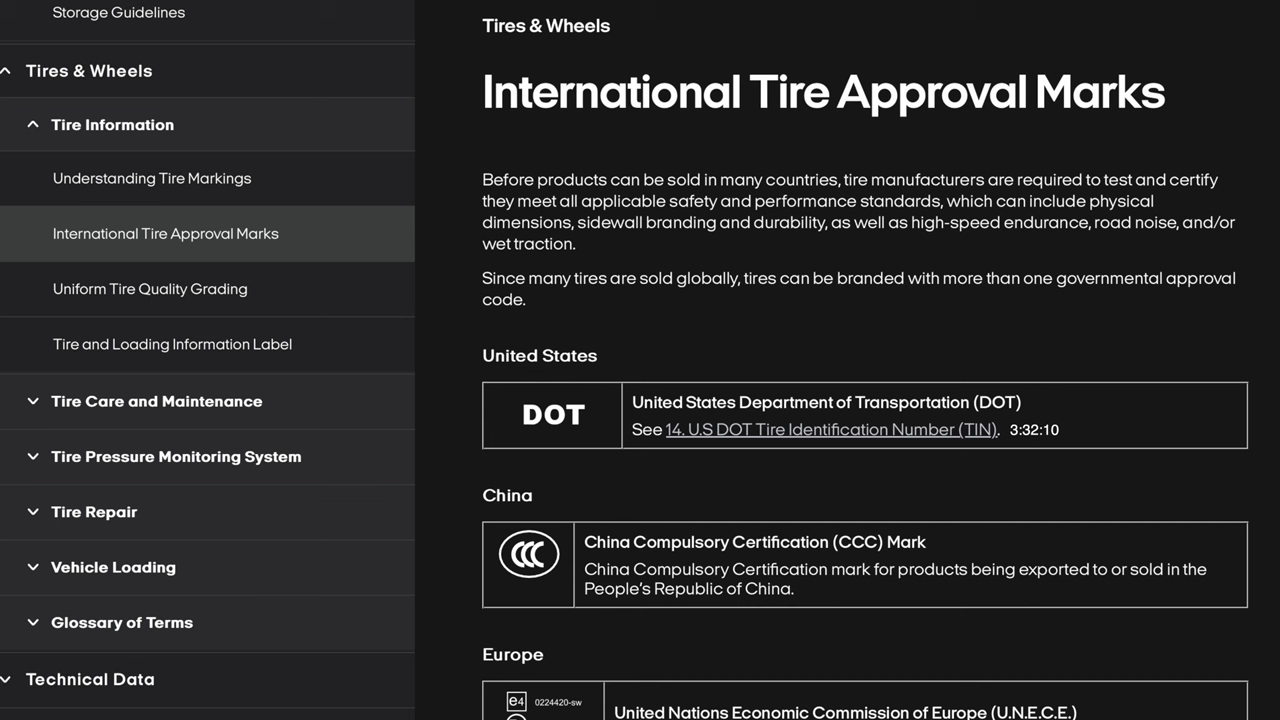 Storage Guidelines
Tires & Wheels
Tire Information
Understanding Tire Markings
International Tire Approval Marks
Uniform Tire Quality Grading
Tire and Loading Information Label
Tire Care and Maintenance
Tire Pressure Monitoring System
Tire Repair
Vehicle Loading
Glossary of Terms
Technical Data
Tires & Wheels
International Tire Approval Marks
Before products can be sold in many countries, tire manufacturers are required to test and certify
they meet all applicable safety and performance standards, which can include physical
dimensions, sidewall branding and durability, as well as high-speed endurance, road noise, and/or
wet traction.
Since many tires are sold globally, tires can be branded with more than one governmental approval
code.
United States
DOT
United States Department of Transportation (DOT)
See 14. U.S DOT Tire Identification Number (TIN). 3:32:10
China
CCC
China Compulsory Certification (CCC) Mark
China Compulsory Certification mark for products being exported to or sold in the
People's Republic of China.
Europe
e4 0224420-sw
United Nations Economic Commission of Europe (U.N.E.C.E.)